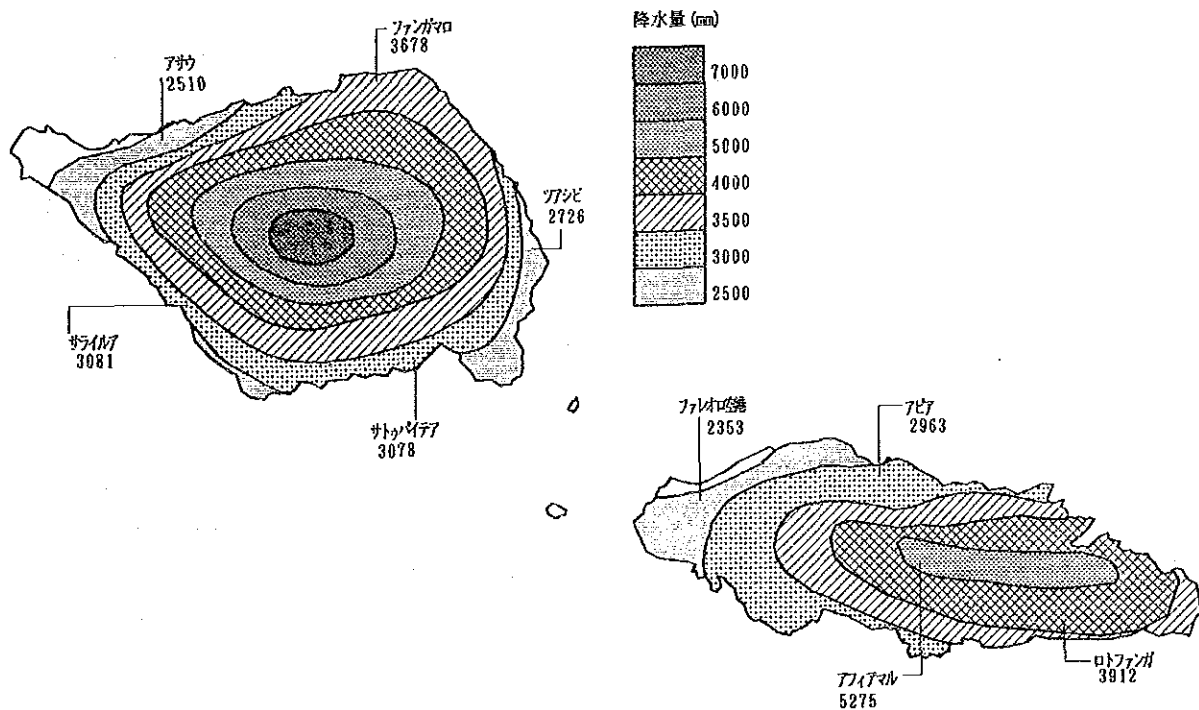 降水量 (mm)
7000
6000
5000
4000
3500
3000
2500
ファンガマロ
3678
アサウ
2510
ツアシビ
2726
サライルア
3081
サトゥパイテア
3078
ファレオロ空港
2353
アピア
2963
アフィアマル
5275
ロトファンガ
3912